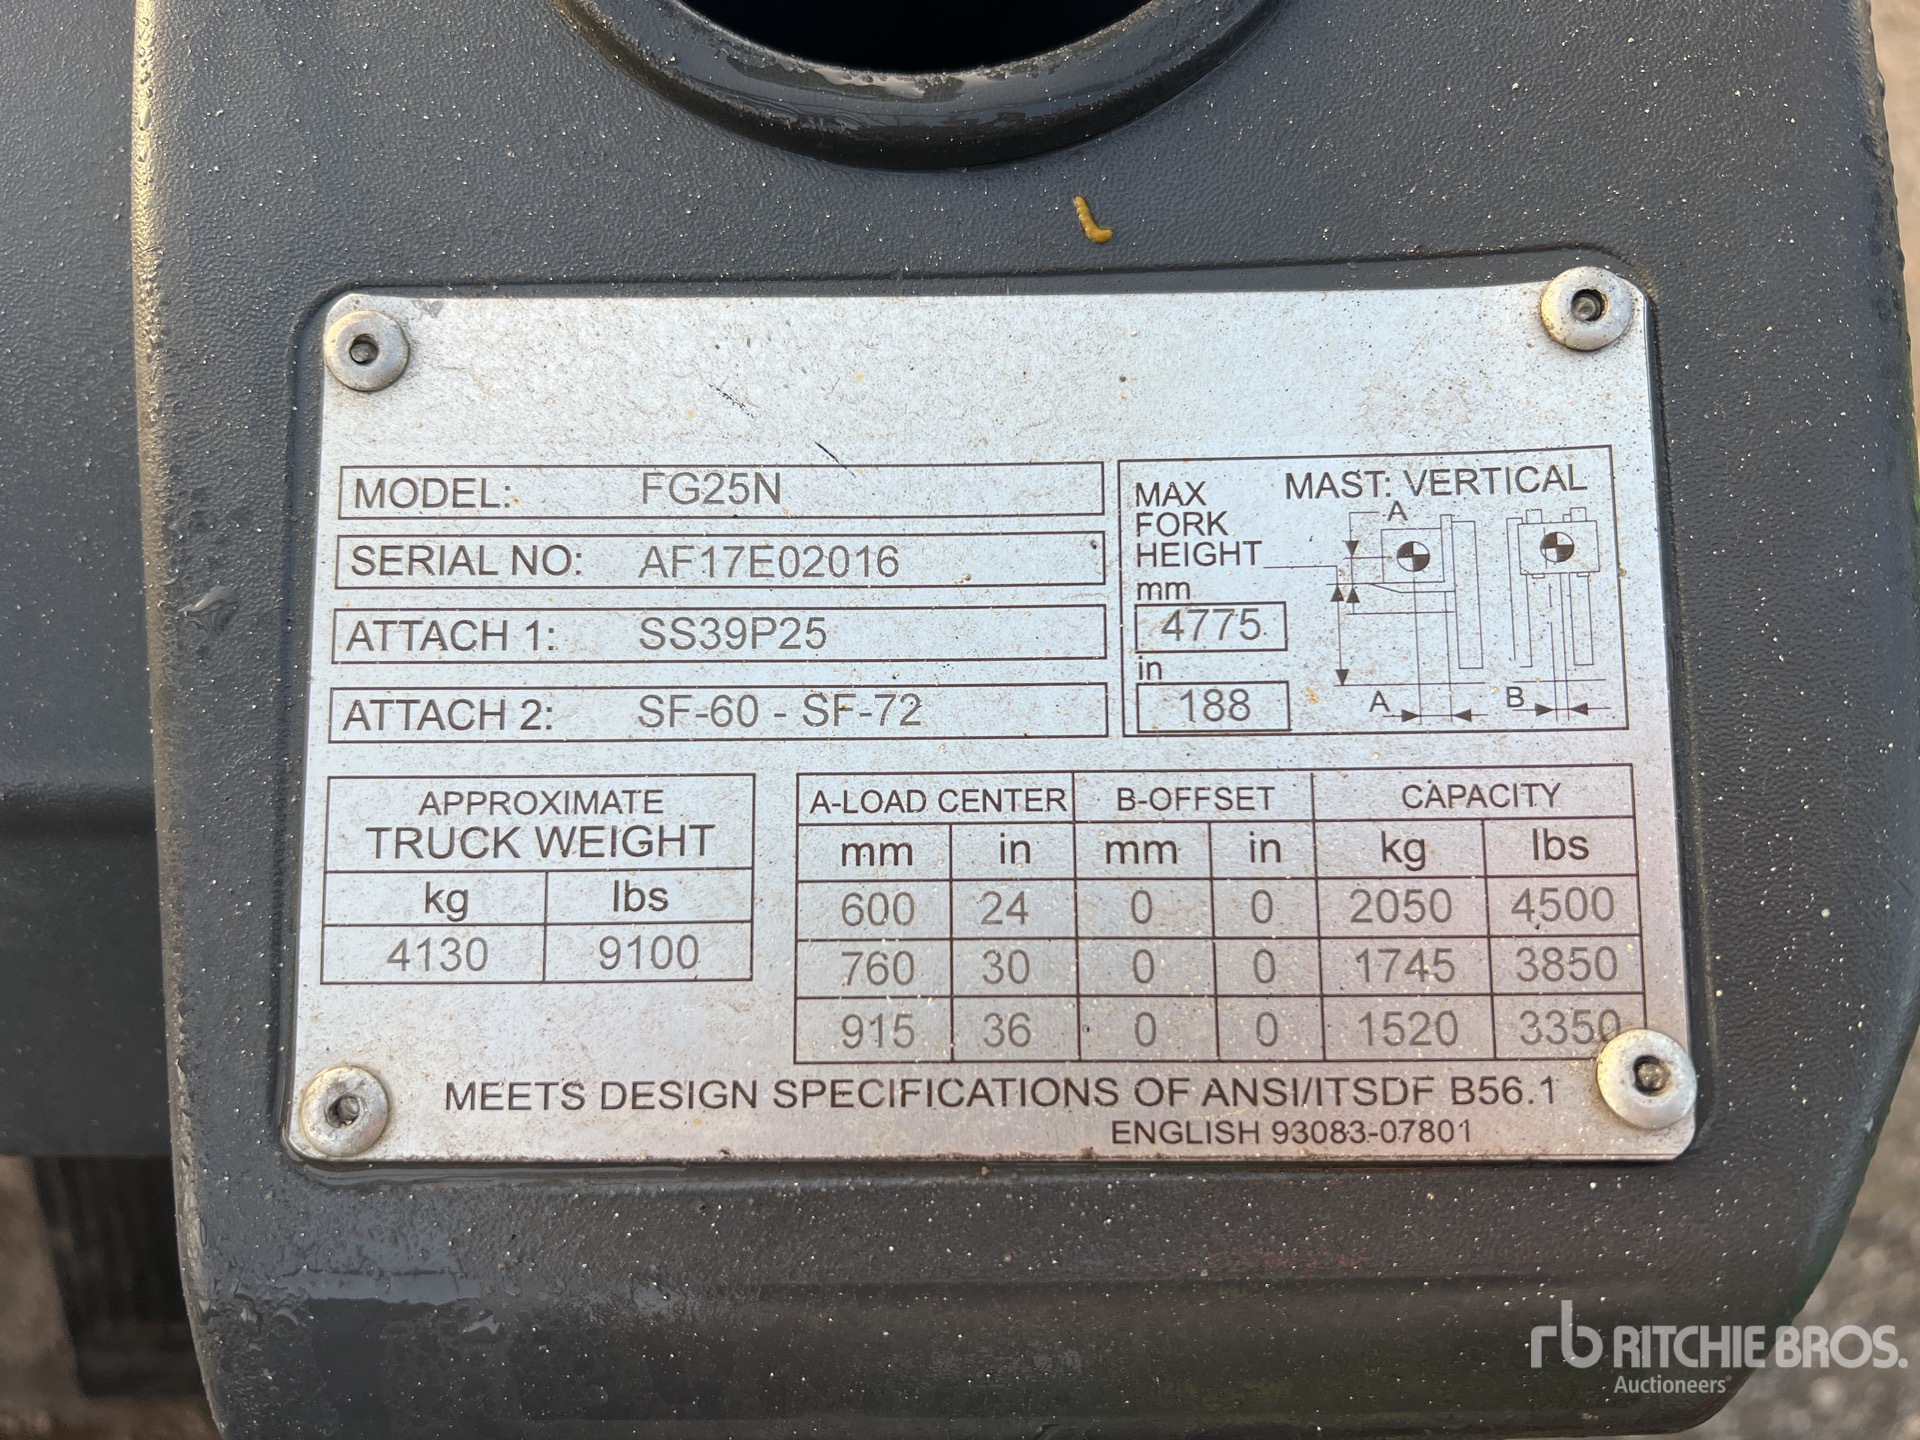 MODEL: FG25N
SERIAL NO: AF17E02016
ATTACH 1: SS39P25
ATTACH 2: SF-60 - SF-72
MAX FORK HEIGHT
MAST: VERTICAL
mm
4775
in
188
A
A
B
APPROXIMATE
TRUCK WEIGHT
kg lbs
4130 9100
A-LOAD CENTER B-OFFSET CAPACITY
mm in mm in kg lbs
600 24 0 0 2050 4500
760 30 0 0 1745 3850
915 36 0 0 1520 3350
MEETS DESIGN SPECIFICATIONS OF ANSI/ITSDF B56.1
ENGLISH 93083-07801
rb RITCHIE BROS.
Auctioneers